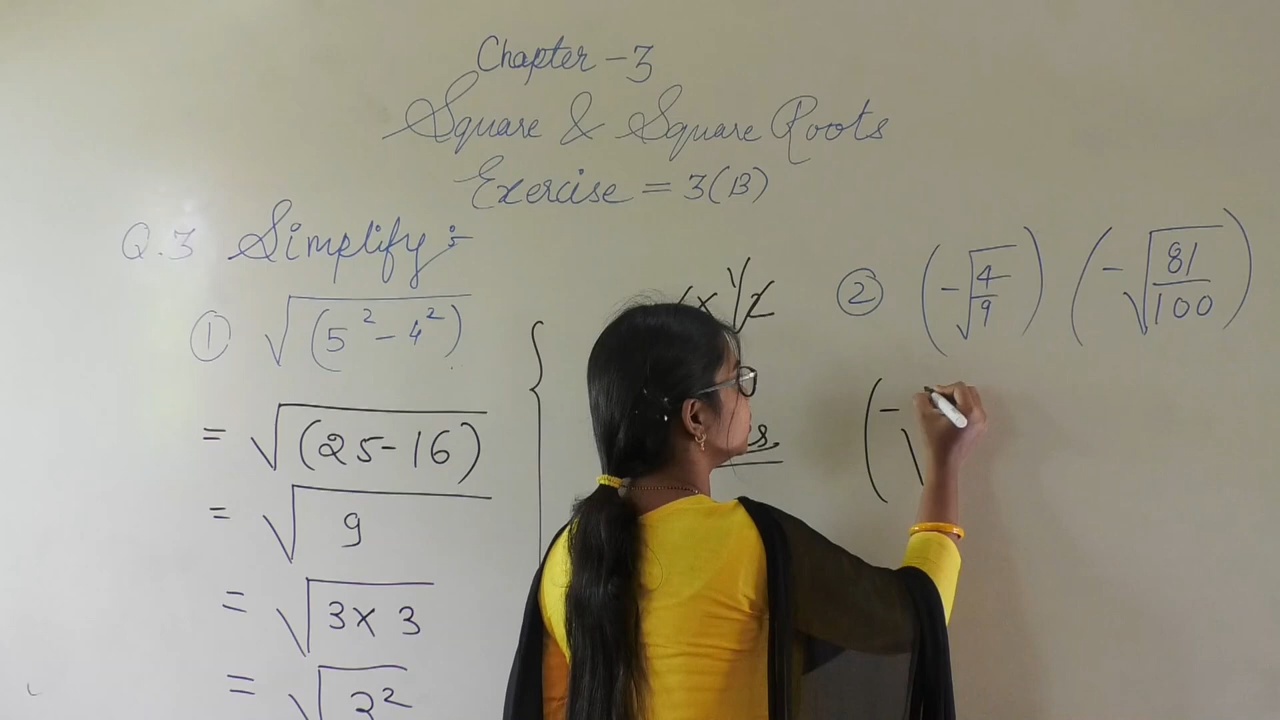 Chapter - 3
Square & Square Roots
Exercise = 3(B)
Q.3 Simplify :-
① √(5² - 4²)
= √(25 - 16)
= √9
= √3 x 3
= √3²
② (-√4/9) (-√81/100)
(- √